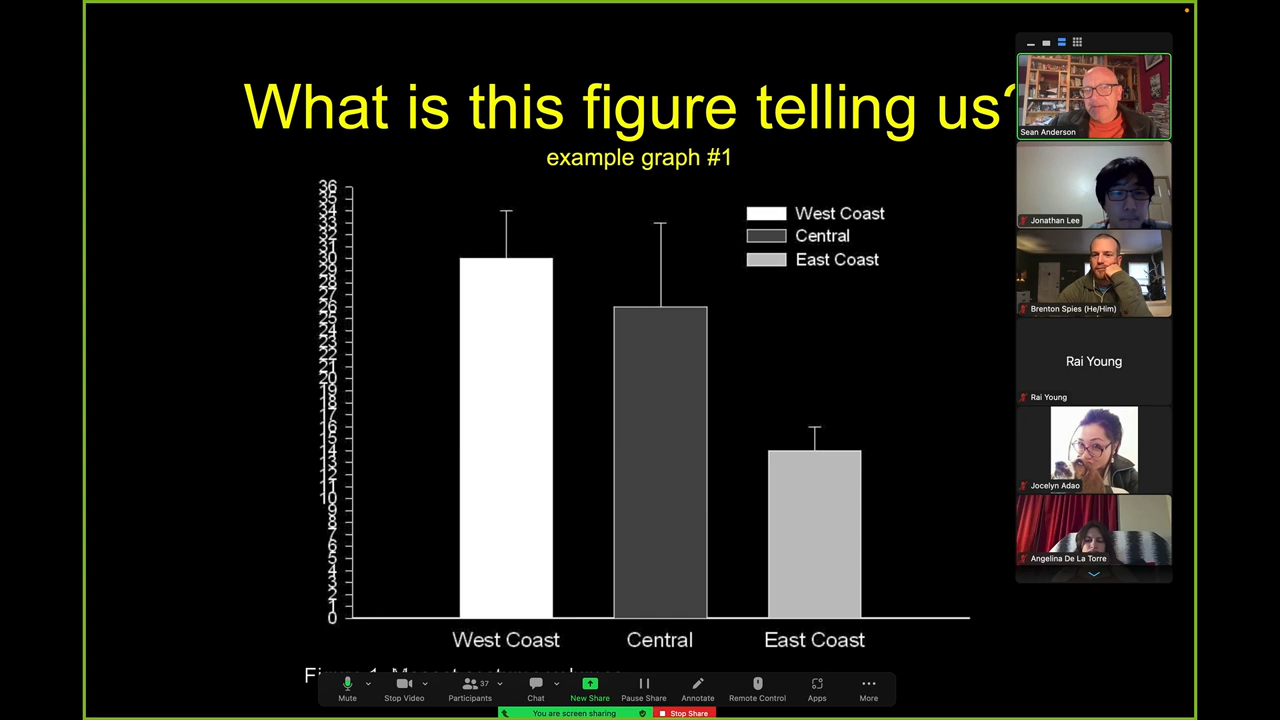 What is this figure telling us?
example graph #1
36
35
34
33
32
31
30
29
28
27
26
25
24
23
22
21
20
19
18
17
16
15
14
13
12
11
10
9
8
7
6
5
4
3
2
1
0
West Coast
Central
East Coast
West Coast
Central
East Coast
Sean Anderson
Jonathan Lee
Brenton Spies (He/Him)
Rai Young
Rai Young
Jocelyn Adao
Angelina De La Torre
Mute
Stop Video
37
Participants
Chat
New Share
Pause Share
Annotate
Remote Control
Apps
More
You are screen sharing
Stop Share